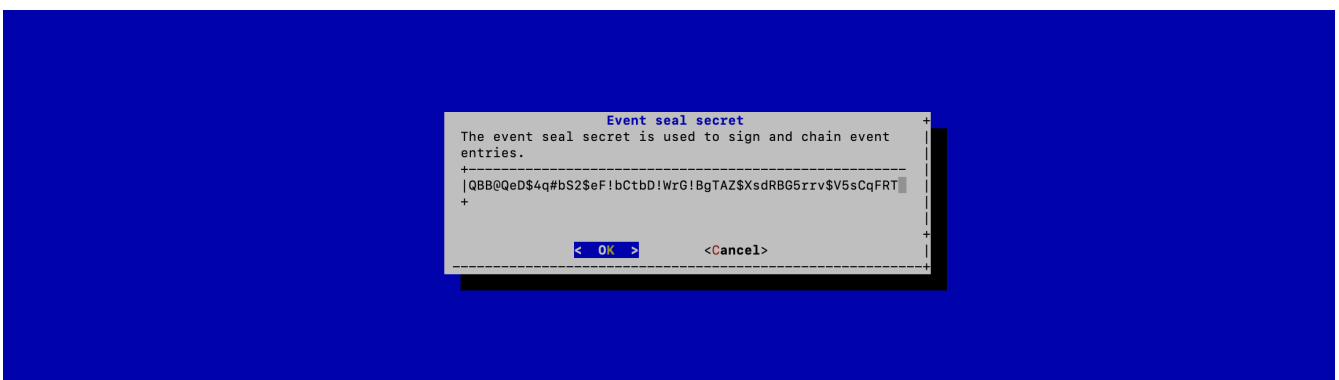 Event seal secret
The event seal secret is used to sign and chain event
entries.
QBB@QeD$4q#bS2$eF!bCtbD!WrG!BgTAZ$XsdRBG5rrv$V5sCqFRT
< OK > <Cancel>